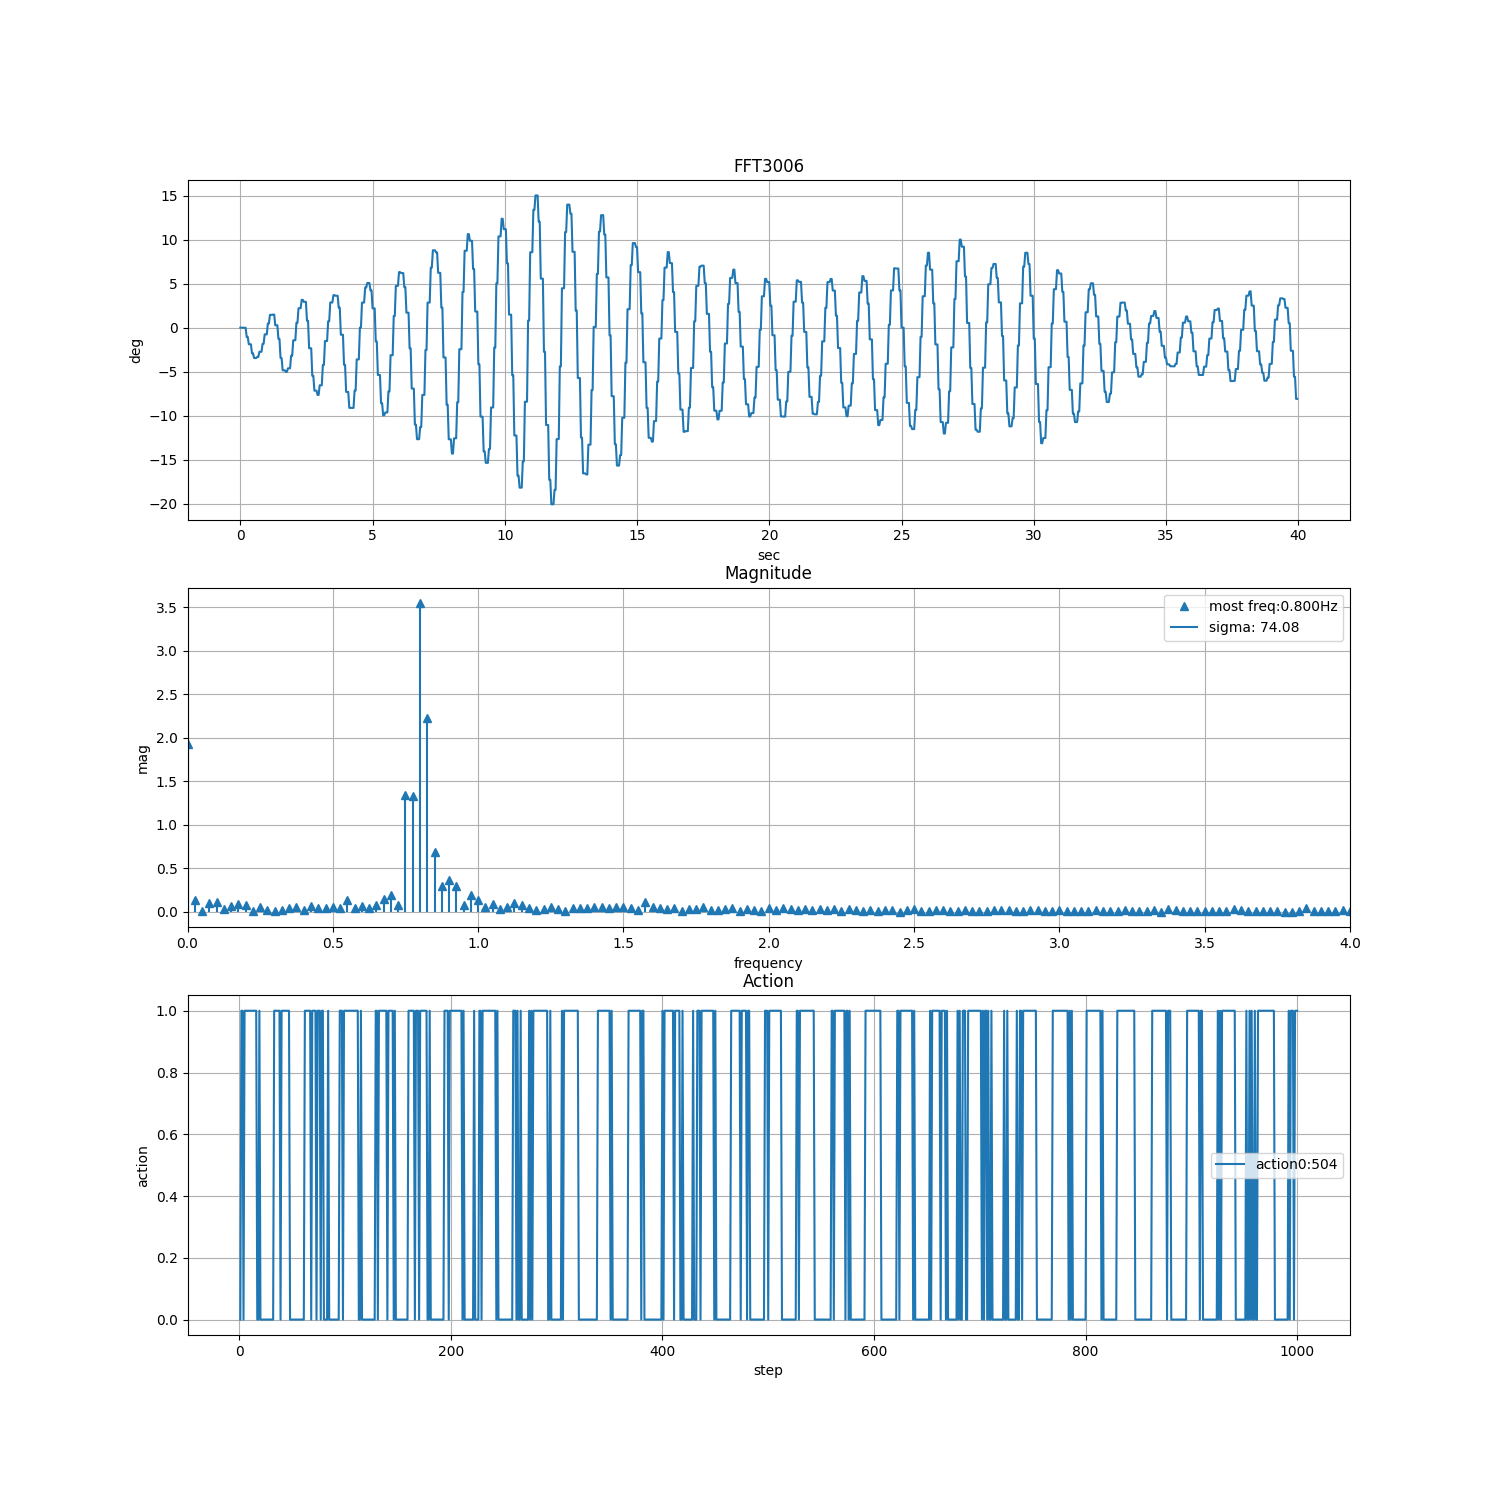 FFT3006
15
10
5
0
−5
−10
−15
−20
deg
0 5 10 15 20 25 30 35 40
sec
Magnitude
most freq:0.800Hz
sigma: 74.08
3.5
3.0
2.5
2.0
1.5
1.0
0.5
0.0
mag
0.0 0.5 1.0 1.5 2.0 2.5 3.0 3.5 4.0
frequency
Action
1.0
0.8
0.6
0.4
0.2
0.0
action
action0:504
0 200 400 600 800 1000
step